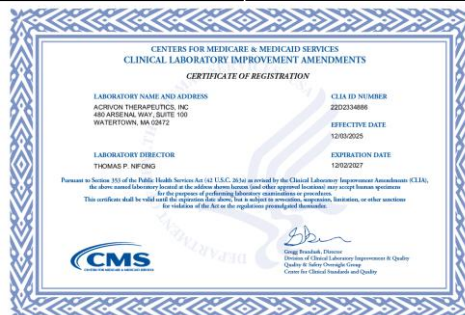 CENTERS FOR MEDICARE & MEDICAID SERVICES
CLINICAL LABORATORY IMPROVEMENT AMENDMENTS
CERTIFICATE OF REGISTRATION
LABORATORY NAME AND ADDRESS
ACRIVON THERAPEUTICS, INC
480 ARSENAL WAY, SUITE 100
WATERTOWN, MA 02472
CLIA ID NUMBER
22D2334886
EFFECTIVE DATE
12/03/2025
LABORATORY DIRECTOR
THOMAS P. NIFONG
EXPIRATION DATE
12/02/2027
Pursuant to Section 353 of the Public Health Services Act (42 U.S.C. 263a) as revised by the Clinical Laboratory Improvement Amendments (CLIA),
the above named laboratory located at the address shown hereon (and other approved locations) may accept human specimens
for the purposes of performing laboratory examinations or procedures.
This certificate shall be valid until the expiration date above, but is subject to revocation, suspension, limitation, or other sanctions
for violation of the Act or the regulations promulgated thereunder.
CMS
CENTERS FOR MEDICARE & MEDICAID SERVICES
Gregg Brandush, Director
Division of Clinical Laboratory Improvement & Quality
Quality & Safety Oversight Group
Center for Clinical Standards and Quality
DEPARTMENT